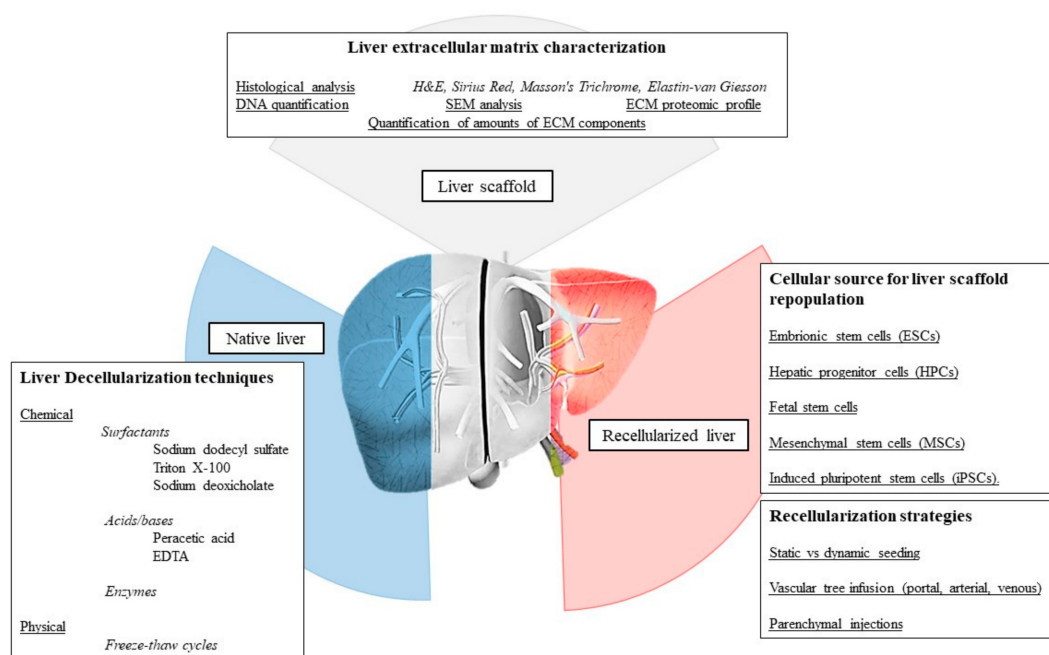 Liver extracellular matrix characterization
Histological analysis H&E, Sirius Red, Masson's Trichrome, Elastin-van Giesson
DNA quantification SEM analysis ECM proteomic profile
Quantification of amounts of ECM components
Liver scaffold
Native liver
Liver Decellularization techniques
Chemical
Surfactants
Sodium dodecyl sulfate
Triton X-100
Sodium deoxicholate
Acids/bases
Peracetic acid
EDTA
Enzymes
Physical
Freeze-thaw cycles
Recellularized liver
Cellular source for liver scaffold
repopulation
Embrionic stem cells (ESCs)
Hepatic progenitor cells (HPCs)
Fetal stem cells
Mesenchymal stem cells (MSCs)
Induced pluripotent stem cells (iPSCs).
Recellularization strategies
Static vs dynamic seeding
Vascular tree infusion (portal, arterial, venous)
Parenchymal injections